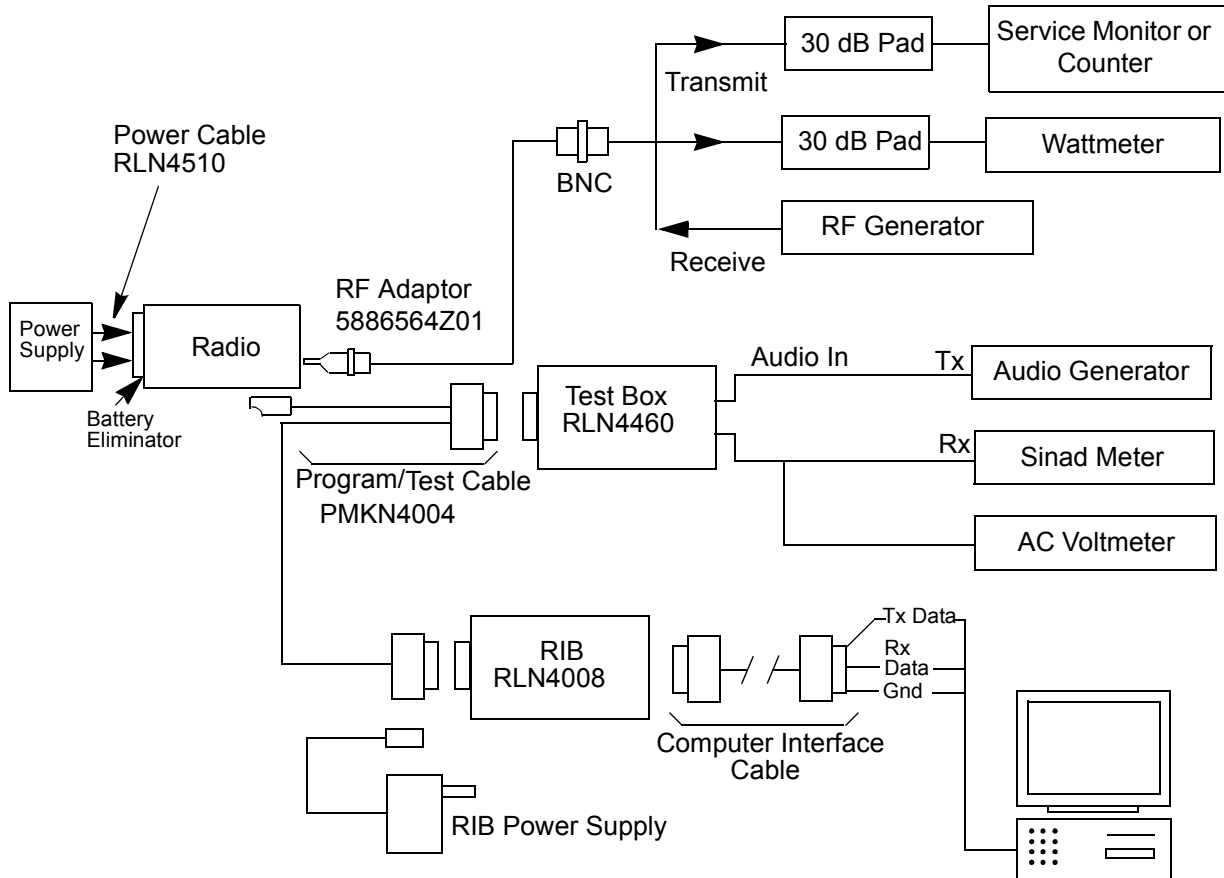 30 dB Pad
Service Monitor or
Counter
Transmit
Power Cable
RLN4510
30 dB Pad
Wattmeter
BNC
RF Generator
Receive
RF Adaptor
5886564Z01
Power
Supply
Radio
Battery
Eliminator
Audio In
Tx
Audio Generator
Test Box
RLN4460
Rx
Sinad Meter
Program/Test Cable
PMKN4004
AC Voltmeter
Tx Data
RIB
RLN4008
Rx
Data
Gnd
Computer Interface
Cable
RIB Power Supply